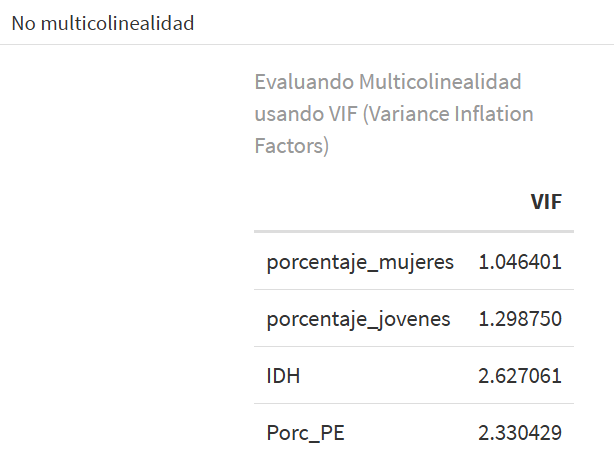 No multicolinealidad
Evaluando Multicolinealidad
usando VIF (Variance Inflation
Factors)
VIF
porcentaje_mujeres 1.046401
porcentaje_jovenes 1.298750
IDH 2.627061
Porc_PE 2.330429